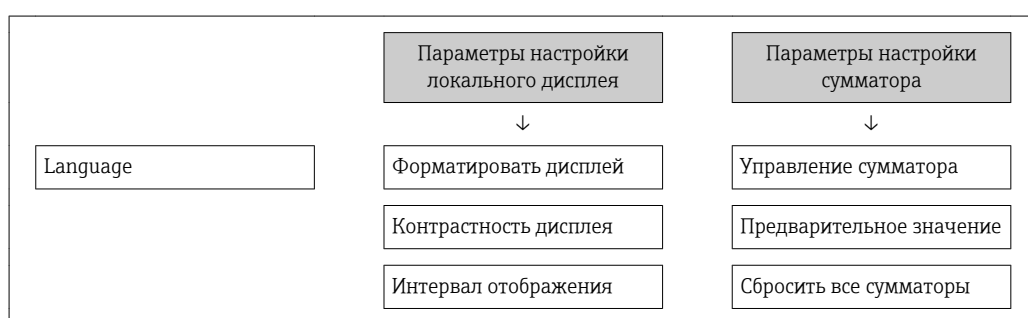 Параметры настройки
локального дисплея
Параметры настройки
сумматора
↓
↓
Language
Форматировать дисплей
Управление сумматора
Контрастность дисплея
Предварительное значение
Интервал отображения
Сбросить все сумматоры